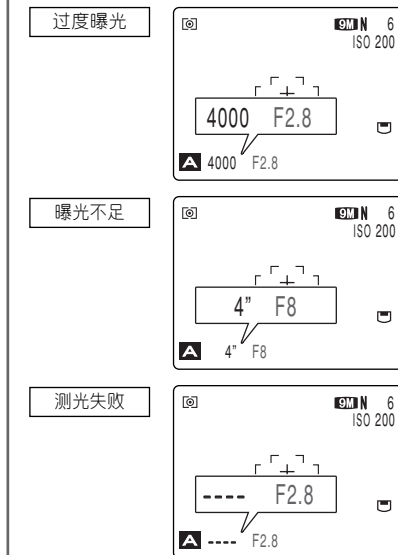 过度曝光
9M N 6
ISO 200
4000 F2.8
A 4000 F2.8
曝光不足
9M N 6
ISO 200
4" F8
A 4" F8
测光失败
9M N 6
ISO 200
---- F2.8
A ---- F2.8